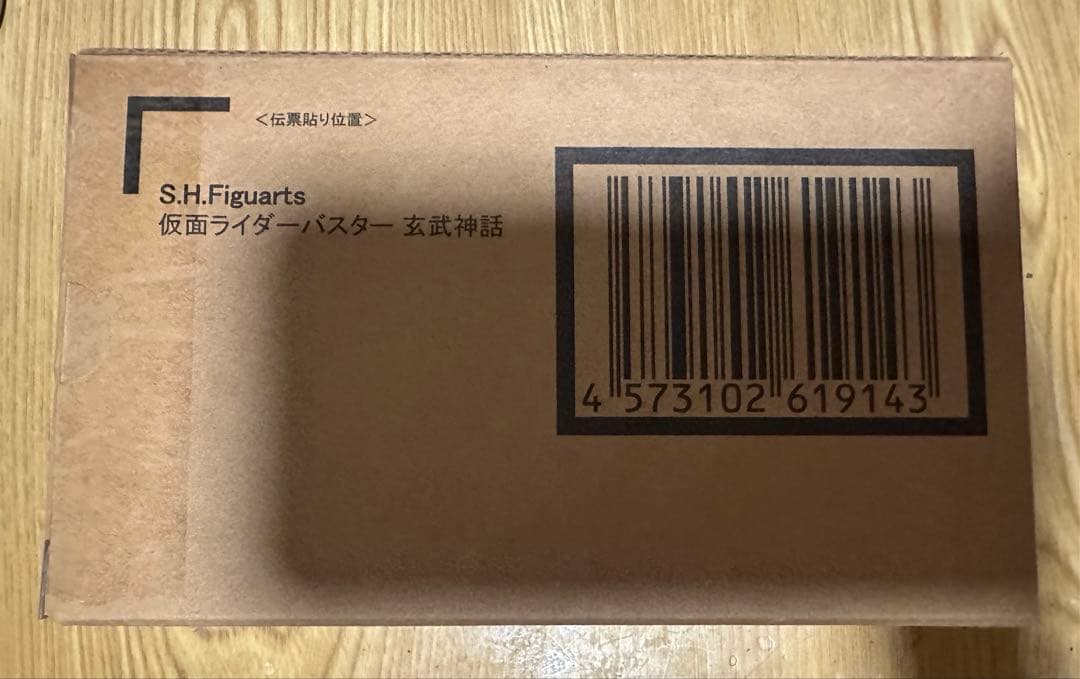 <伝票貼り位置>
S.H.Figuarts
仮面ライダーバスター 玄武神話
4 573102 619143